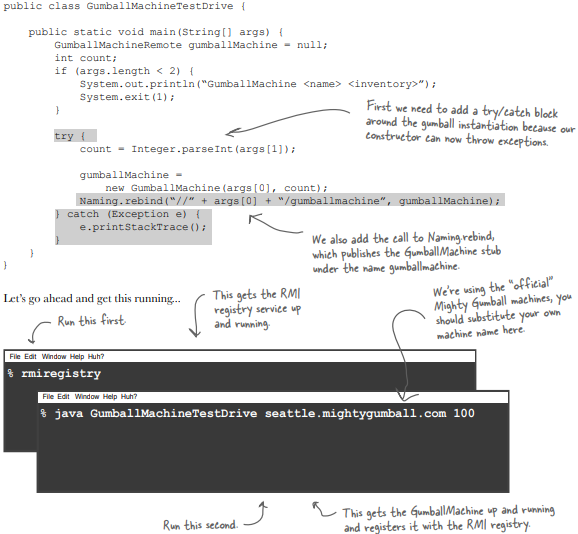 public class GumballMachineTestDrive {
public static void main(String[] args) {
GumballMachineRemote gumballMachine = null;
int count;
if (args.length < 2) {
System.out.println(“GumballMachine <name> <inventory>”);
System.exit(1);
}
try {
count = Integer.parseInt(args[1]);
gumballMachine =
new GumballMachine(args[0], count);
Naming.rebind(“//” + args[0] + “/gumballmachine”, gumballMachine);
} catch (Exception e) {
e.printStackTrace();
}
}
}
First we need to add a try/catch block
around the gumball instantiation because our
constructor can now throw exceptions.
We also add the call to Naming.rebind,
which publishes the GumballMachine stub
under the name gumballmachine.
Let’s go ahead and get this running...
Run this first.
This gets the RMI
registry service up
and running.
We’re using the “official”
Mighty Gumball machines, you
should substitute your own
machine name here.
File Edit Window Help Huh?
% rmiregistry
File Edit Window Help Huh?
% java GumballMachineTestDrive seattle.mightygumball.com 100
Run this second.
This gets the GumballMachine up and running
and registers it with the RMI registry.